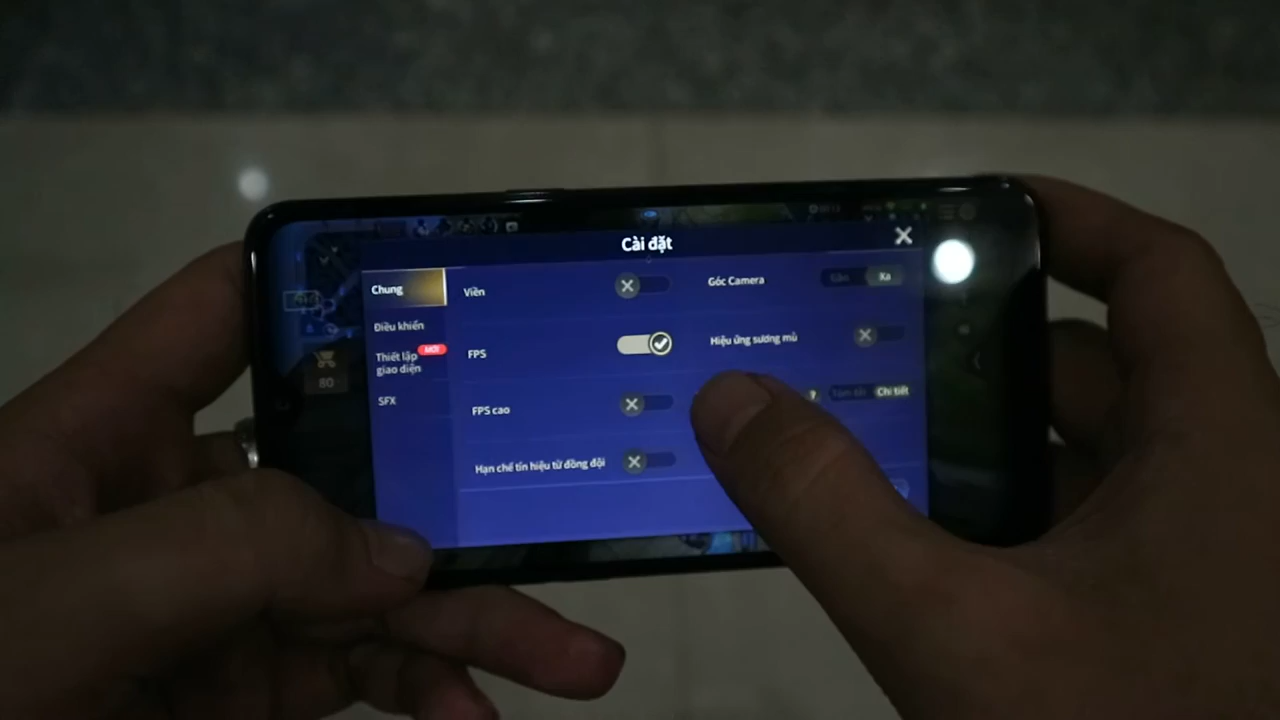 Cài đặt
Chung
Điều khiển
Thiết lập
giao diện
MỚI
SFX
Viền
FPS
FPS cao
Hạn chế tín hiệu từ đồng đội
Góc Camera
Xa
Hiệu ứng sương mù
?
Chi tiết
80